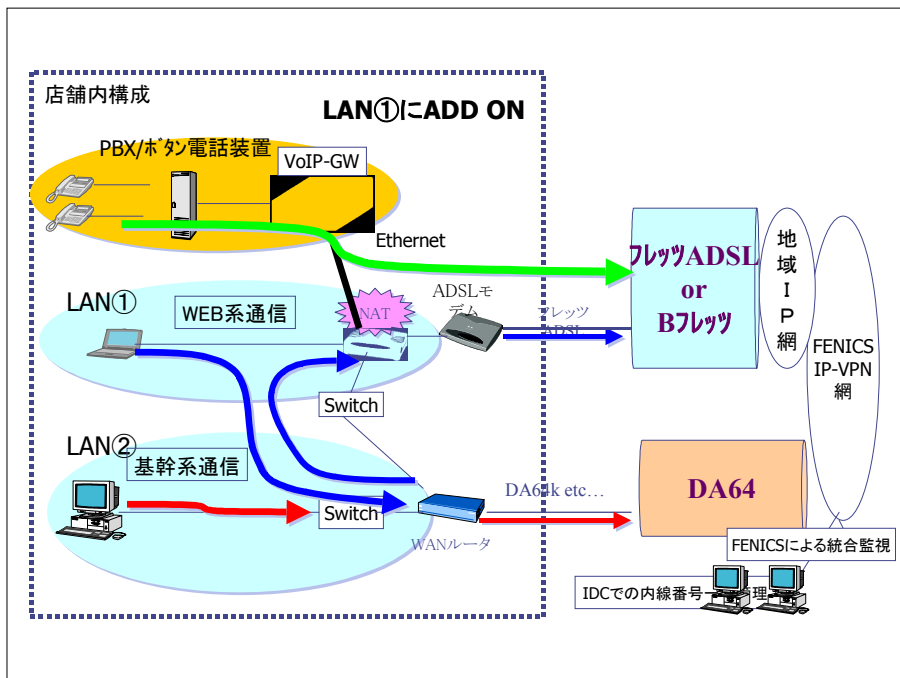 店舗内構成
LAN①にADD ON
PBX/ﾎﾞﾀﾝ電話装置
VoIP-GW
Ethernet
LAN①
WEB系通信
NAT
ADSLモ
デム
フレッツ
ADSL
ﾌﾚｯﾂADSL
or
Bﾌﾚｯﾂ
地
域
I
P
網
FENICS
IP-VPN
網
Switch
LAN②
基幹系通信
Switch
WANルータ
DA64k etc…
DA64
FENICSによる統合監視
IDCでの内線番号一 理